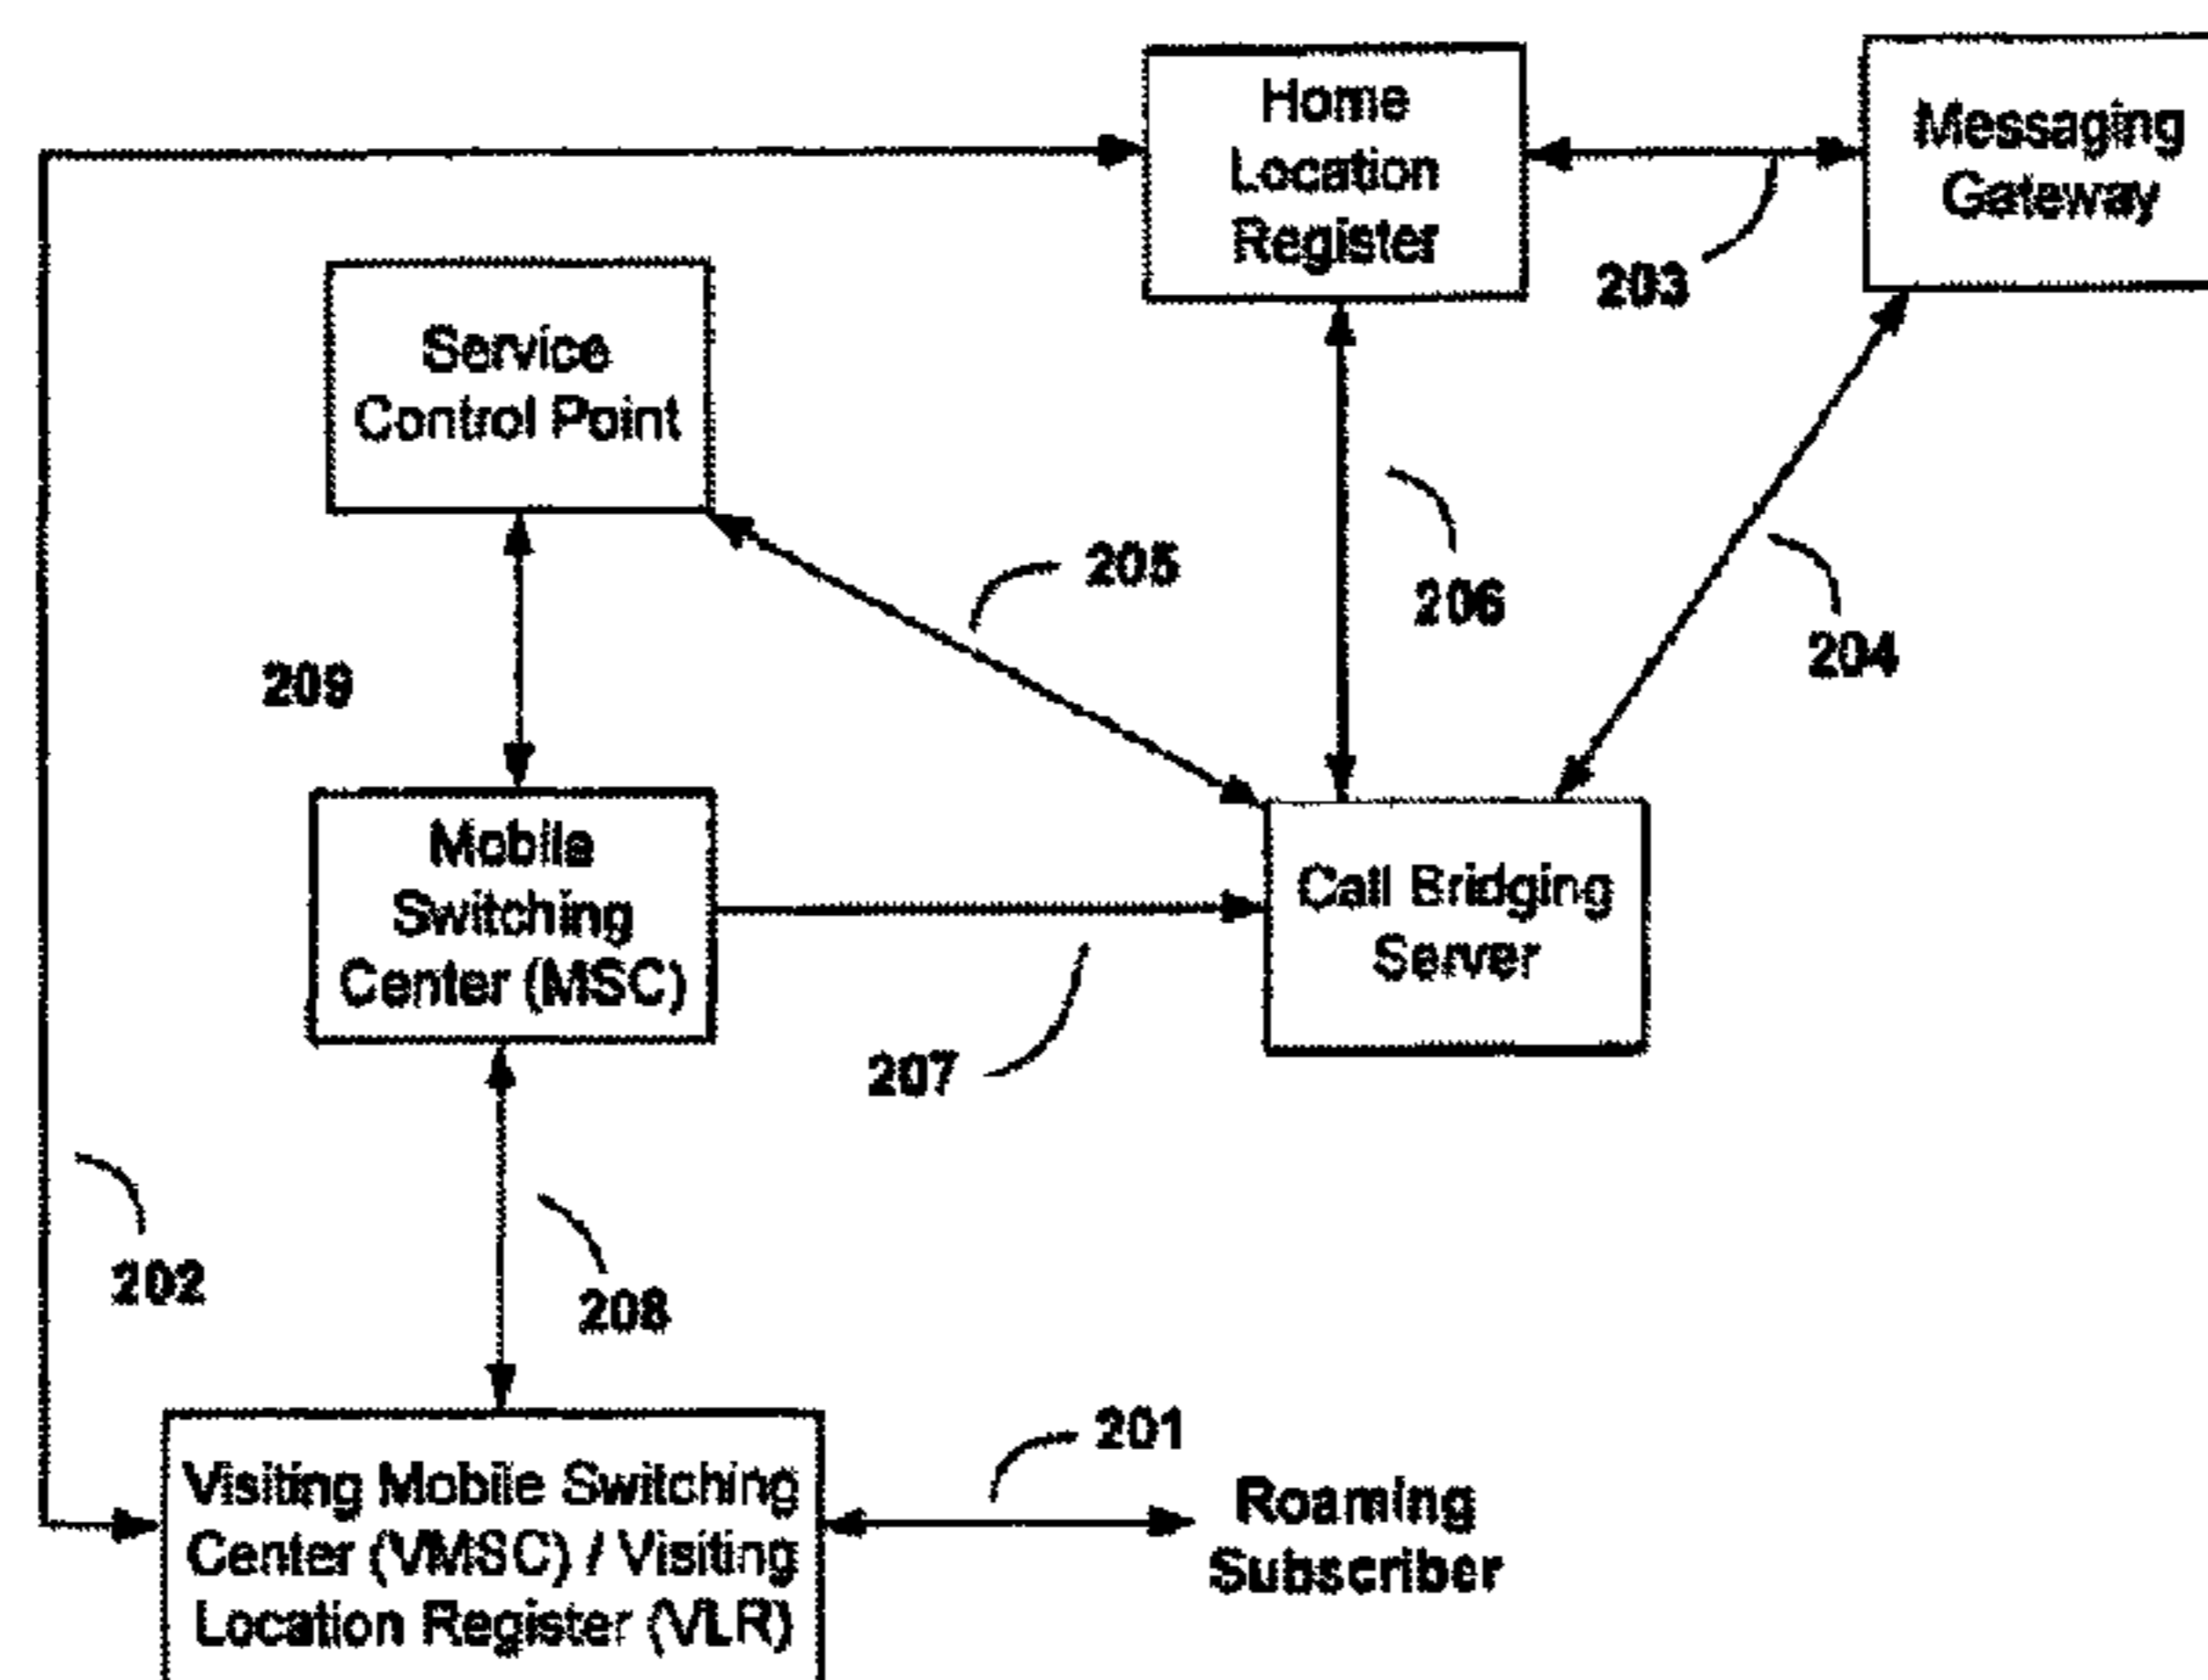 Home
Location
Register
Messaging
Gateway
203
Service
Control Point
205
206
204
209
Mobile
Switching
Center (MSC)
Call Bridging
Server
207
202
208
201
Visiting Mobile Switching
Center (VMSC) / Visiting
Location Register (VLR)
Roaming
Subscriber